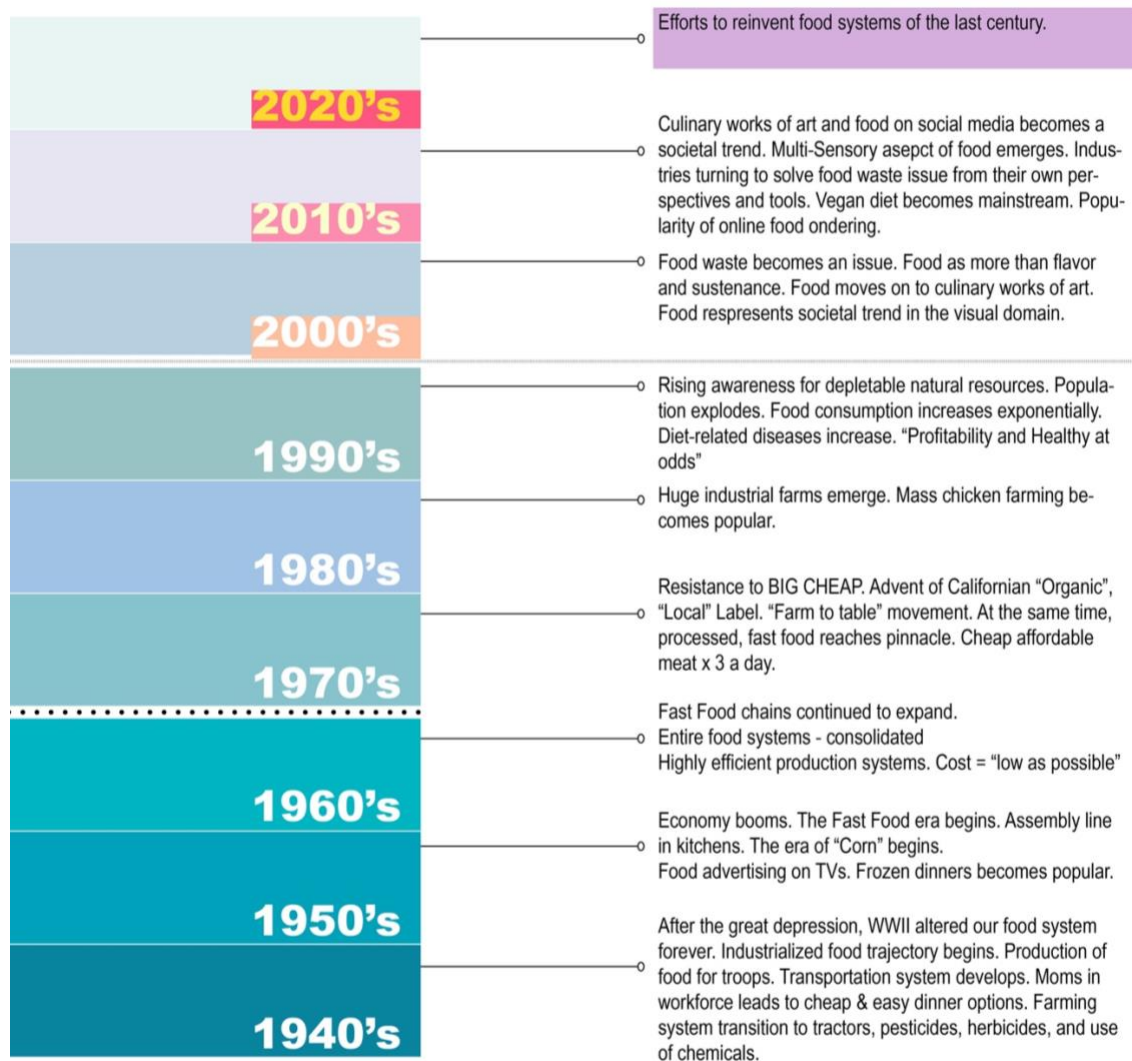 Efforts to reinvent food systems of the last century.
2020’s
Culinary works of art and food on social media becomes a
societal trend. Multi-Sensory asepct of food emerges. Indus-
tries turning to solve food waste issue from their own per-
spectives and tools. Vegan diet becomes mainstream. Popu-
larity of online food ondering.
2010’s
Food waste becomes an issue. Food as more than flavor
and sustenance. Food moves on to culinary works of art.
Food respresents societal trend in the visual domain.
2000’s
Rising awareness for depletable natural resources. Popula-
tion explodes. Food consumption increases exponentially.
Diet-related diseases increase. “Profitability and Healthy at
odds”
1990’s
Huge industrial farms emerge. Mass chicken farming be-
comes popular.
1980’s
Resistance to BIG CHEAP. Advent of Californian “Organic”,
“Local” Label. “Farm to table” movement. At the same time,
processed, fast food reaches pinnacle. Cheap affordable
meat x 3 a day.
1970’s
Fast Food chains continued to expand.
Entire food systems - consolidated
Highly efficient production systems. Cost = “low as possible”
1960’s
Economy booms. The Fast Food era begins. Assembly line
in kitchens. The era of “Corn” begins.
Food advertising on TVs. Frozen dinners becomes popular.
1950’s
After the great depression, WWII altered our food system
forever. Industrialized food trajectory begins. Production of
food for troops. Transportation system develops. Moms in
workforce leads to cheap & easy dinner options. Farming
system transition to tractors, pesticides, herbicides, and use
of chemicals.
1940’s